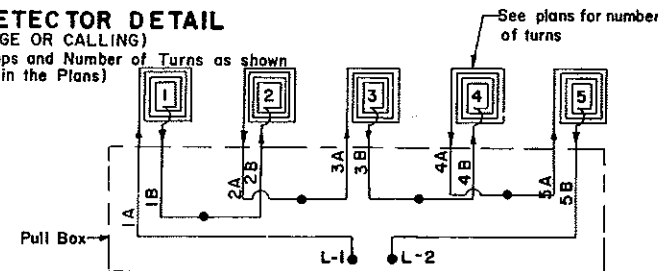 ETECTOR DETAIL
GE OR CALLING)
ps and Number of Turns as shown
in the Plans)
See plans for number
of turns
1
2
3
4
5
1A
1B
2A
2B
3A
3B
4A
4B
5A
5B
Pull Box
L-1
L-2